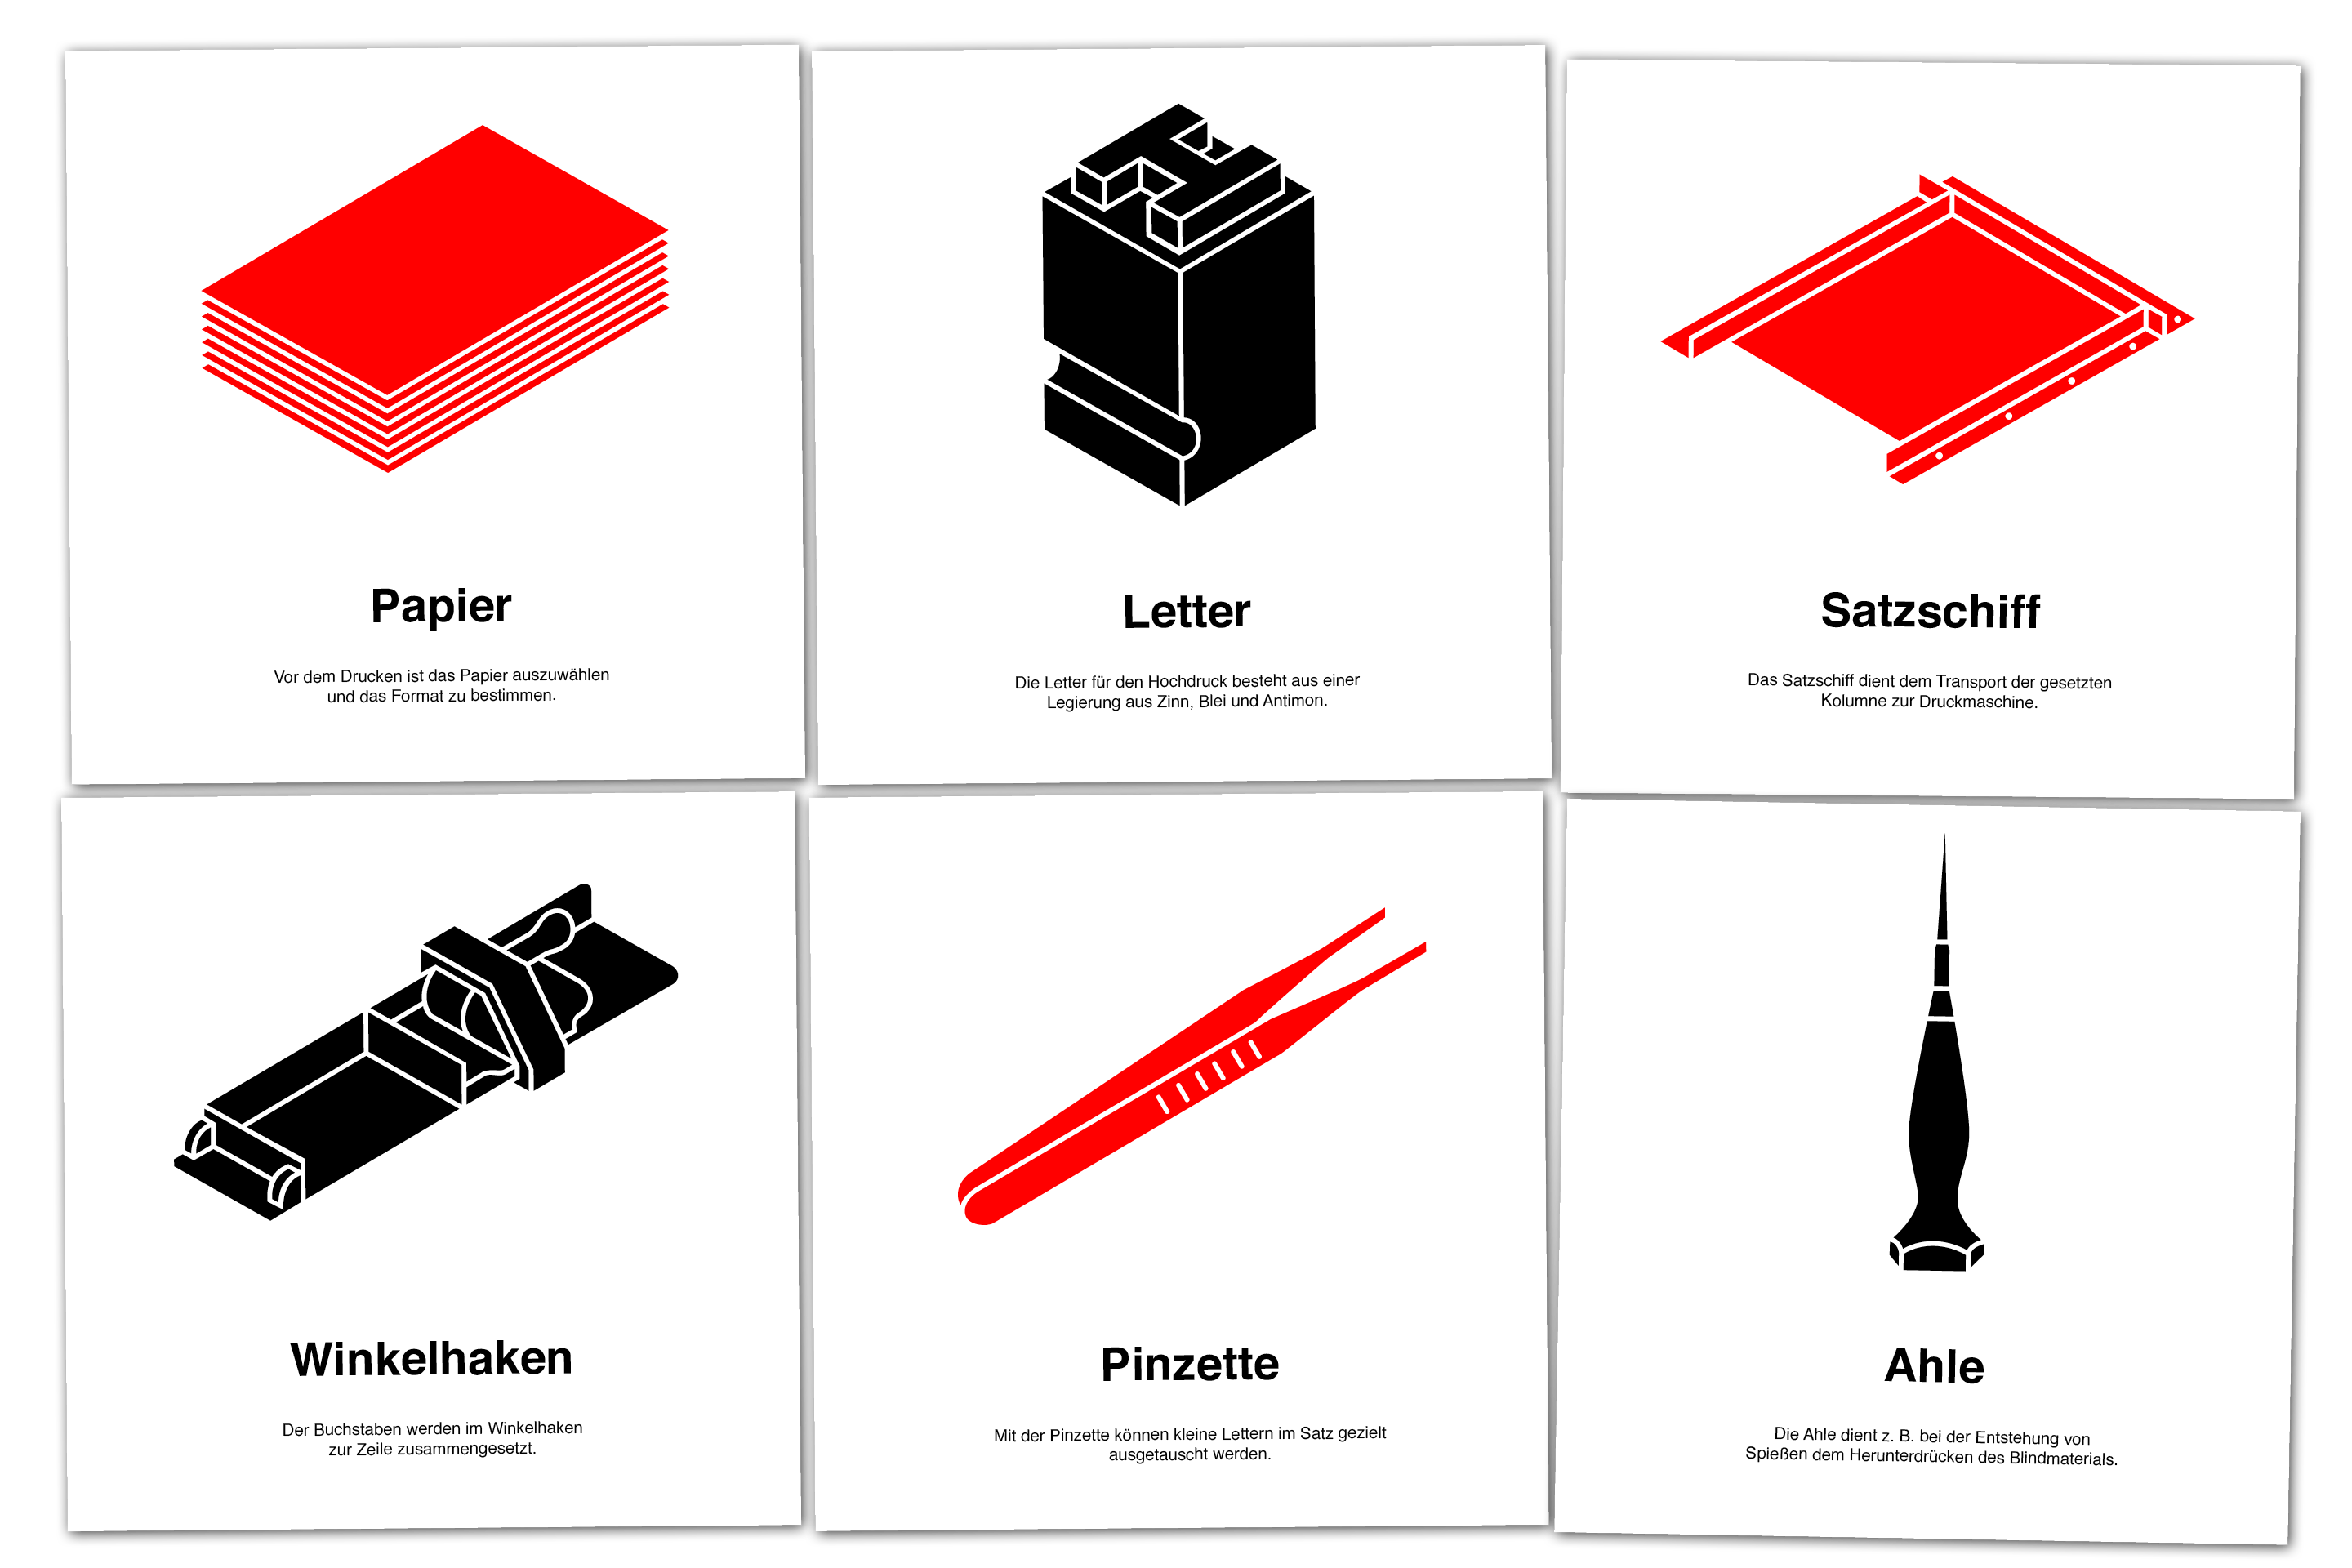 Papier
Vor dem Drucken ist das Papier auszuwählen
und das Format zu bestimmen.
Letter
Die Letter für den Hochdruck besteht aus einer
Legierung aus Zinn, Blei und Antimon.
Satzschiff
Das Satzschiff dient dem Transport der gesetzten
Kolumne zur Druckmaschine.
Winkelhaken
Der Buchstaben werden im Winkelhaken
zur Zeile zusammengesetzt.
Pinzette
Mit der Pinzette können kleine Lettern im Satz gezielt
ausgetauscht werden.
Ahle
Die Ahle dient z. B. bei der Entstehung von
Spießen dem Herunterdrücken des Blindmaterials.